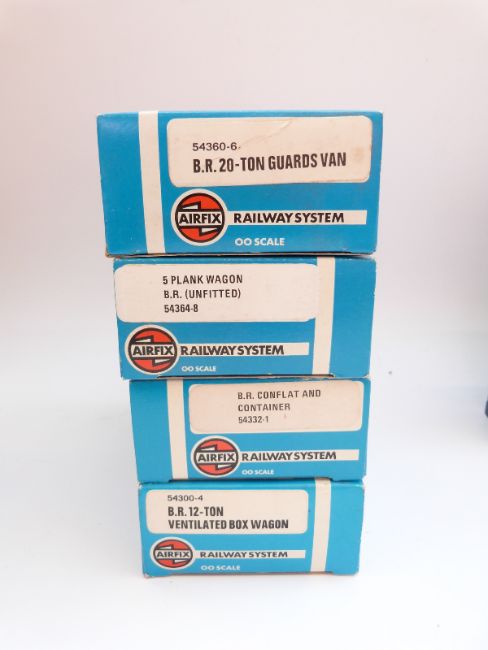 54360-6
B.R. 20-TON GUARDS VAN
AIRFIX RAILWAY SYSTEM
OO SCALE
5 PLANK WAGON
B.R. (UNFITTED)
54364-8
AIRFIX RAILWAY SYSTEM
OO SCALE
B.R. CONFLAT AND
CONTAINER
54332-1
AIRFIX RAILWAY SYSTEM
OO SCALE
54300-4
B.R. 12-TON
VENTILATED BOX WAGON
AIRFIX RAILWAY SYSTEM
OO SCALE